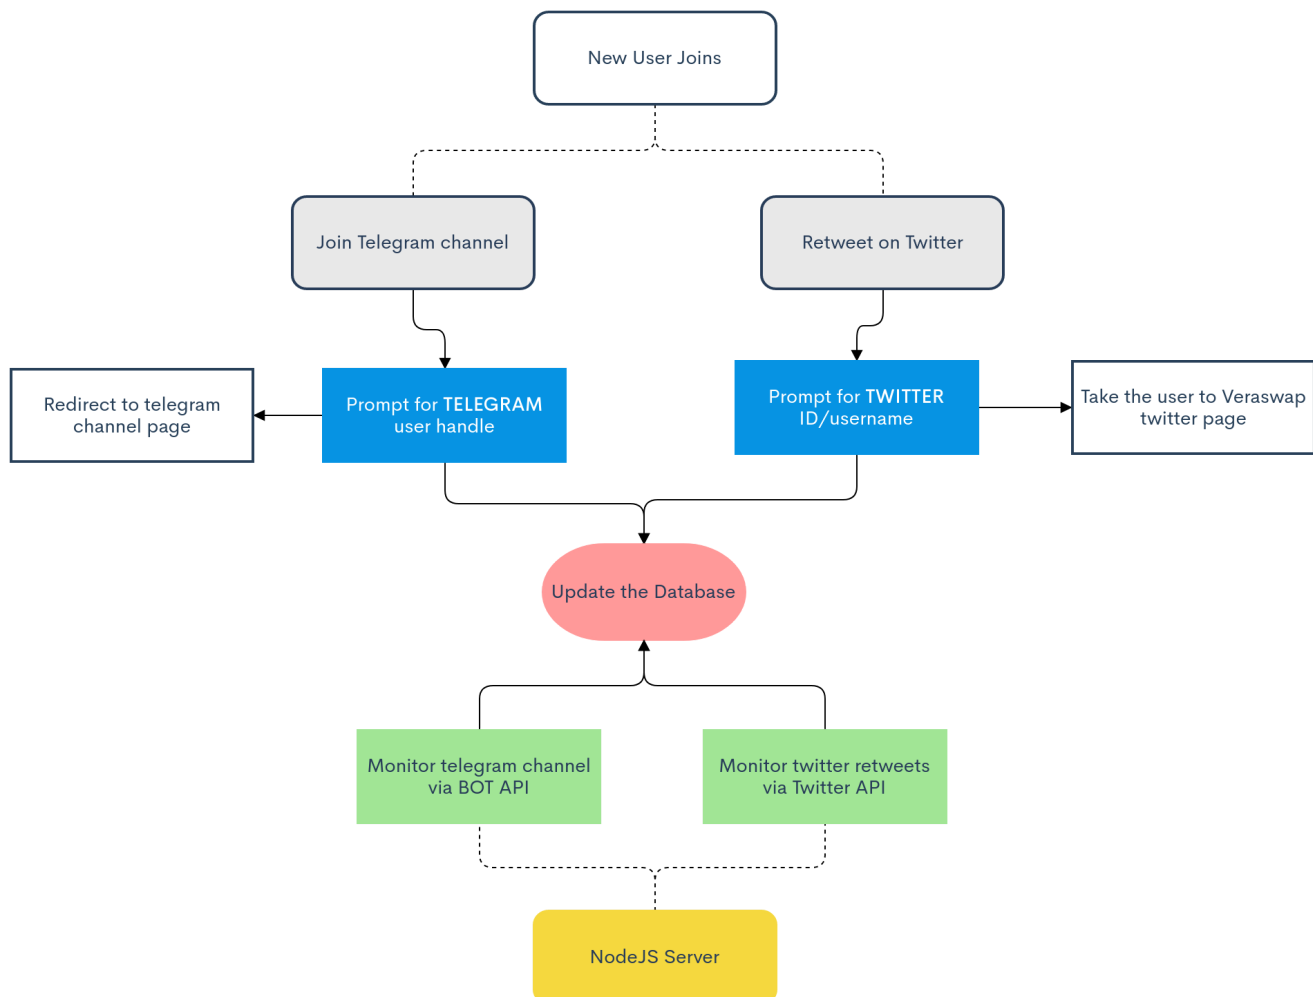 New User Joins
Join Telegram channel
Retweet on Twitter
Redirect to telegram
channel page
Prompt for TELEGRAM
user handle
Prompt for TWITTER
ID/username
Take the user to Veraswap
twitter page
Update the Database
Monitor telegram channel
via BOT API
Monitor twitter retweets
via Twitter API
NodeJS Server